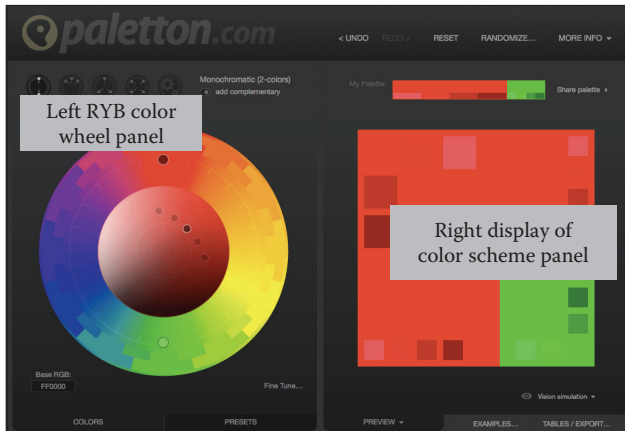 paletton.com
< UNDO REDO > RESET RANDOMIZE... MORE INFO
Monochromatic (2-colors)
add complementary
My Palette:
Share palette
Left RYB color
wheel panel
Right display of
color scheme panel
Base RGB:
FF0000
Fine Tune...
Vision simulation
COLORS PRESETS
PREVIEW EXAMPLES... TABLES / EXPORT...